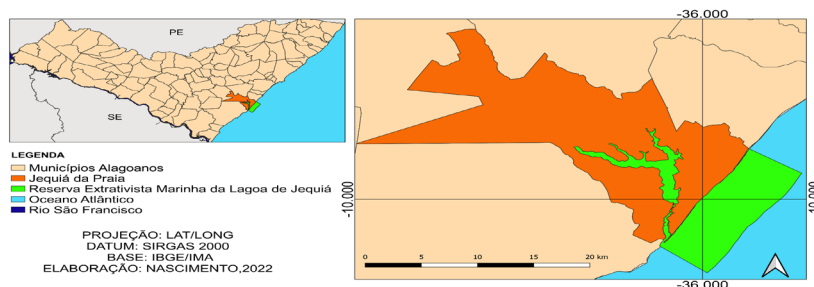 PE
SE
LEGENDA
Municípios Alagoanos
Jequiá da Praia
Reserva Extrativista Marinha da Lagoa de Jequiá
Oceano Atlântico
Rio São Francisco
PROJEÇÃO: LAT/LONG
DATUM: SIRGAS 2000
BASE: IBGE/IMA
ELABORAÇÃO: NASCIMENTO,2022
-36.000
-10.000
0 5 10 15 20 km
-36.000